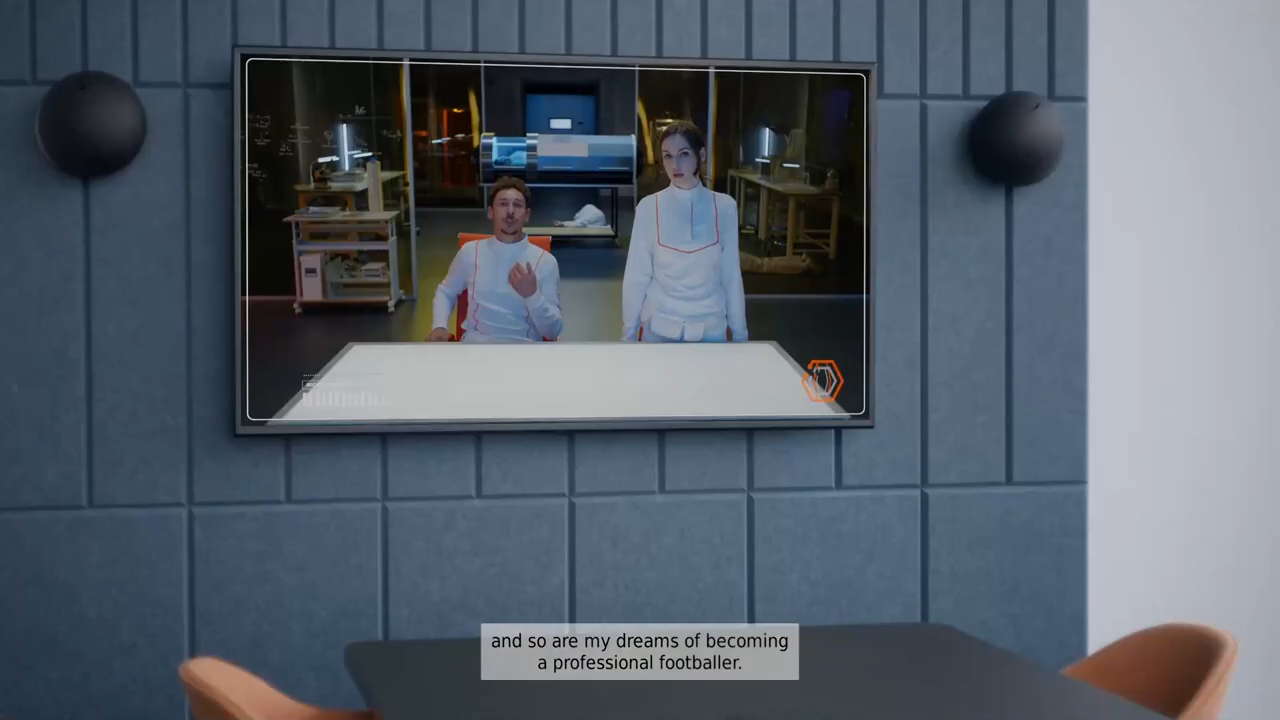 and so are my dreams of becoming
a professional footballer.